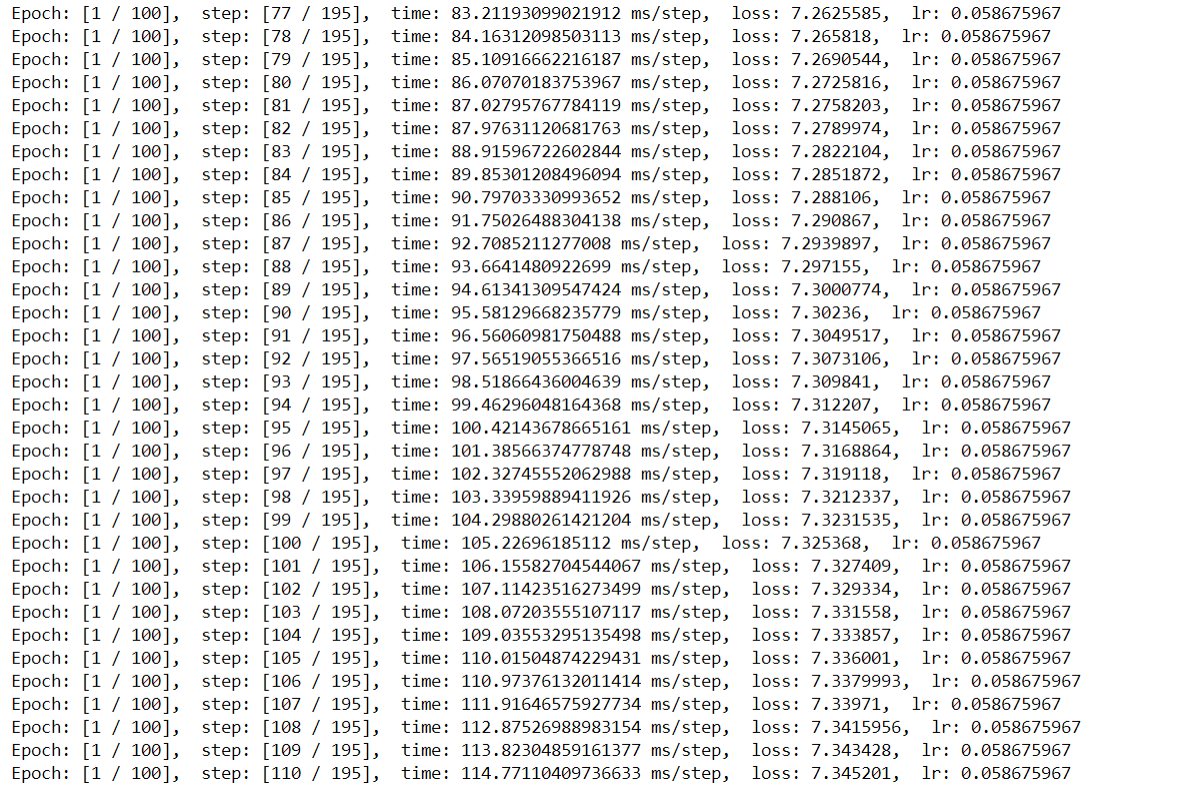 Epoch: [1 / 100], step: [77 / 195], time: 83.21193099021912 ms/step, loss: 7.2625585, lr: 0.058675967
Epoch: [1 / 100], step: [78 / 195], time: 84.16312098503113 ms/step, loss: 7.265818, lr: 0.058675967
Epoch: [1 / 100], step: [79 / 195], time: 85.10916662216187 ms/step, loss: 7.2690544, lr: 0.058675967
Epoch: [1 / 100], step: [80 / 195], time: 86.07070183753967 ms/step, loss: 7.2725816, lr: 0.058675967
Epoch: [1 / 100], step: [81 / 195], time: 87.02795767784119 ms/step, loss: 7.2758203, lr: 0.058675967
Epoch: [1 / 100], step: [82 / 195], time: 87.97631120681763 ms/step, loss: 7.2789974, lr: 0.058675967
Epoch: [1 / 100], step: [83 / 195], time: 88.91596722602844 ms/step, loss: 7.2822104, lr: 0.058675967
Epoch: [1 / 100], step: [84 / 195], time: 89.85301208496094 ms/step, loss: 7.2851872, lr: 0.058675967
Epoch: [1 / 100], step: [85 / 195], time: 90.79703330993652 ms/step, loss: 7.288106, lr: 0.058675967
Epoch: [1 / 100], step: [86 / 195], time: 91.75026488304138 ms/step, loss: 7.290867, lr: 0.058675967
Epoch: [1 / 100], step: [87 / 195], time: 92.7085211277008 ms/step, loss: 7.2939897, lr: 0.058675967
Epoch: [1 / 100], step: [88 / 195], time: 93.6641480922699 ms/step, loss: 7.297155, lr: 0.058675967
Epoch: [1 / 100], step: [89 / 195], time: 94.61341309547424 ms/step, loss: 7.3000774, lr: 0.058675967
Epoch: [1 / 100], step: [90 / 195], time: 95.58129668235779 ms/step, loss: 7.30236, lr: 0.058675967
Epoch: [1 / 100], step: [91 / 195], time: 96.56060981750488 ms/step, loss: 7.3049517, lr: 0.058675967
Epoch: [1 / 100], step: [92 / 195], time: 97.56519055366516 ms/step, loss: 7.3073106, lr: 0.058675967
Epoch: [1 / 100], step: [93 / 195], time: 98.51866436004639 ms/step, loss: 7.309841, lr: 0.058675967
Epoch: [1 / 100], step: [94 / 195], time: 99.46296048164368 ms/step, loss: 7.312207, lr: 0.058675967
Epoch: [1 / 100], step: [95 / 195], time: 100.42143678665161 ms/step, loss: 7.3145065, lr: 0.058675967
Epoch: [1 / 100], step: [96 / 195], time: 101.38566374778748 ms/step, loss: 7.3168864, lr: 0.058675967
Epoch: [1 / 100], step: [97 / 195], time: 102.32745552062988 ms/step, loss: 7.319118, lr: 0.058675967
Epoch: [1 / 100], step: [98 / 195], time: 103.33959889411926 ms/step, loss: 7.3212337, lr: 0.058675967
Epoch: [1 / 100], step: [99 / 195], time: 104.29880261421204 ms/step, loss: 7.3231535, lr: 0.058675967
Epoch: [1 / 100], step: [100 / 195], time: 105.22696185112 ms/step, loss: 7.325368, lr: 0.058675967
Epoch: [1 / 100], step: [101 / 195], time: 106.15582704544067 ms/step, loss: 7.327409, lr: 0.058675967
Epoch: [1 / 100], step: [102 / 195], time: 107.11423516273499 ms/step, loss: 7.329334, lr: 0.058675967
Epoch: [1 / 100], step: [103 / 195], time: 108.07203555107117 ms/step, loss: 7.331558, lr: 0.058675967
Epoch: [1 / 100], step: [104 / 195], time: 109.03553295135498 ms/step, loss: 7.333857, lr: 0.058675967
Epoch: [1 / 100], step: [105 / 195], time: 110.01504874229431 ms/step, loss: 7.336001, lr: 0.058675967
Epoch: [1 / 100], step: [106 / 195], time: 110.97376132011414 ms/step, loss: 7.3379993, lr: 0.058675967
Epoch: [1 / 100], step: [107 / 195], time: 111.91646575927734 ms/step, loss: 7.33971, lr: 0.058675967
Epoch: [1 / 100], step: [108 / 195], time: 112.87526988983154 ms/step, loss: 7.3415956, lr: 0.058675967
Epoch: [1 / 100], step: [109 / 195], time: 113.82304859161377 ms/step, loss: 7.343428, lr: 0.058675967
Epoch: [1 / 100], step: [110 / 195], time: 114.77110409736633 ms/step, loss: 7.345201, lr: 0.058675967